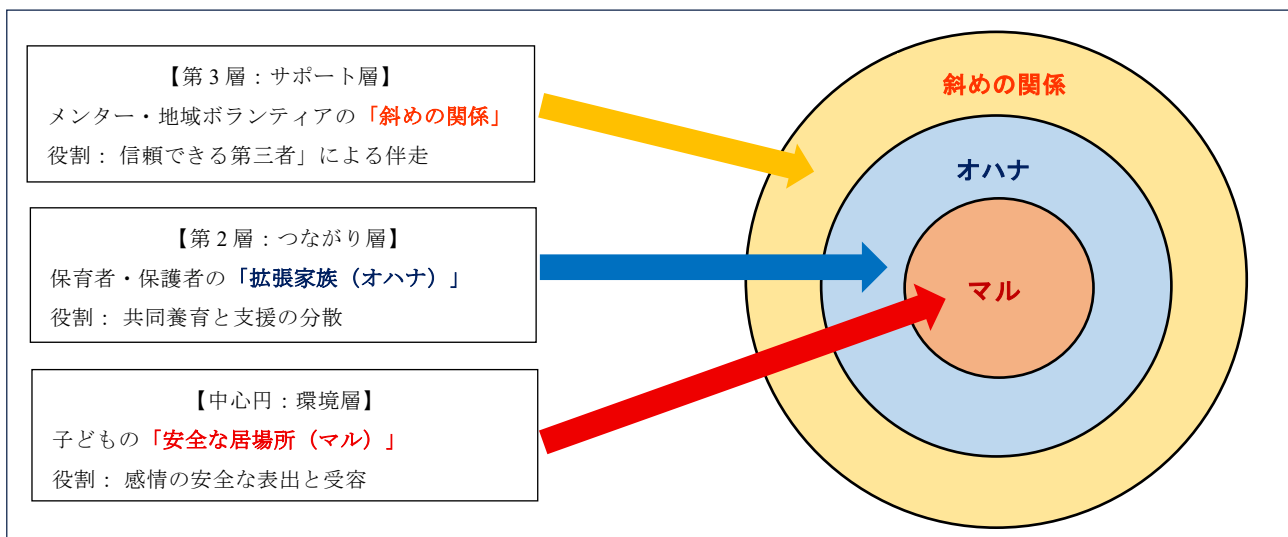 【第3層：サポート層】
メンター・地域ボランティアの「斜めの関係」
役割： 信頼できる第三者」による伴走
【第2層：つながり層】
保育者・保護者の「拡張家族（オハナ）」
役割： 共同養育と支援の分散
【中心円：環境層】
子どもの「安全な居場所（マル）」
役割： 感情の安全な表出と受容
斜めの関係
オハナ
マル